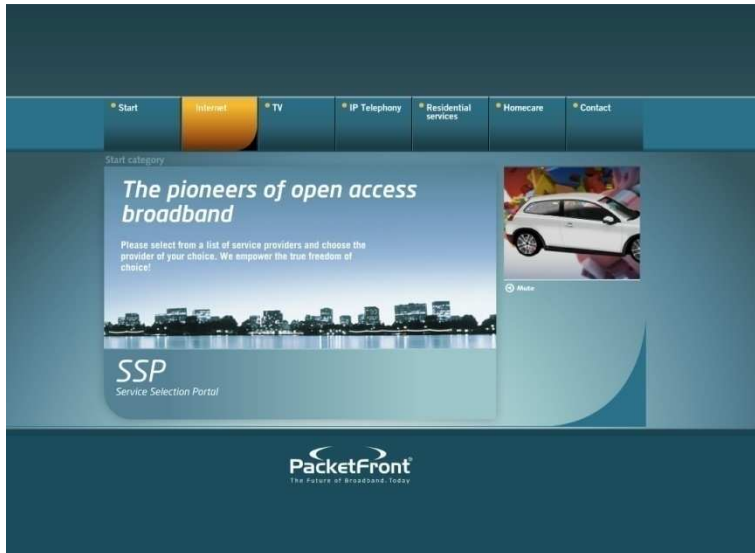 Start
Internet
TV
IP Telephony
Residential
services
Homecare
Contact
Start category
The pioneers of open access
broadband
Please select from a list of service providers and choose the
provider of your choice. We empower the true freedom of
choice!
Mute
SSP
Service Selection Portal
PacketFront®
The Future of Broadband. Today